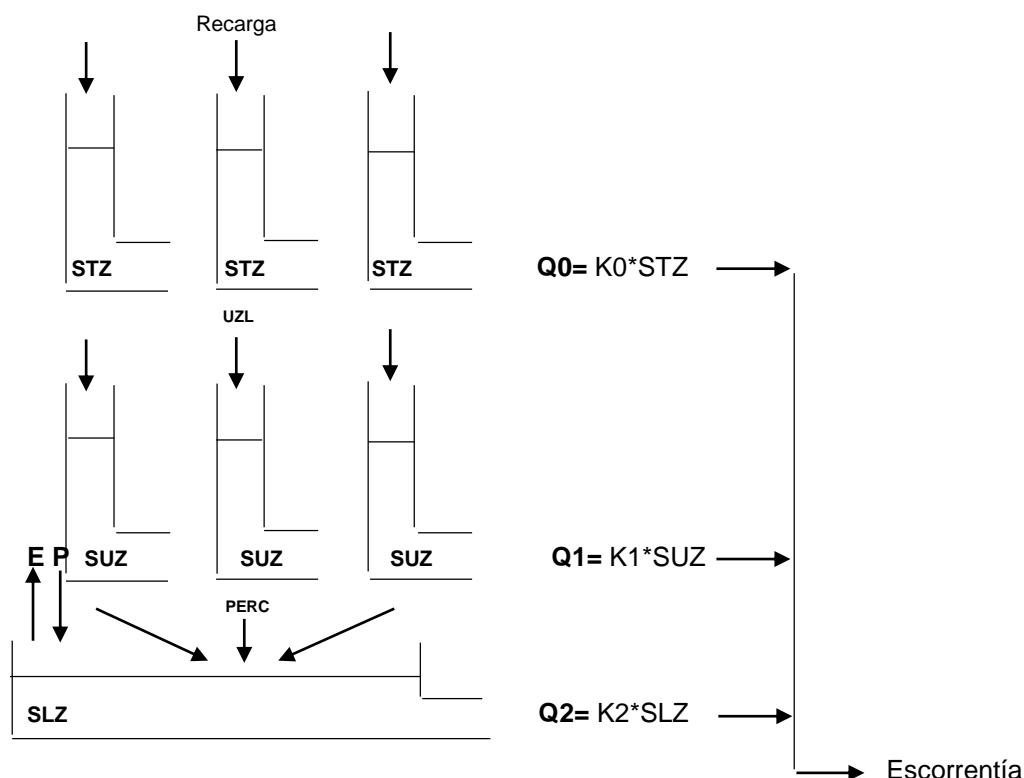 Recarga
STZ STZ STZ Q0= K0*STZ
UZL
E P SUZ SUZ SUZ Q1= K1*SUZ
PERC
SLZ Q2= K2*SLZ
Escorrentía